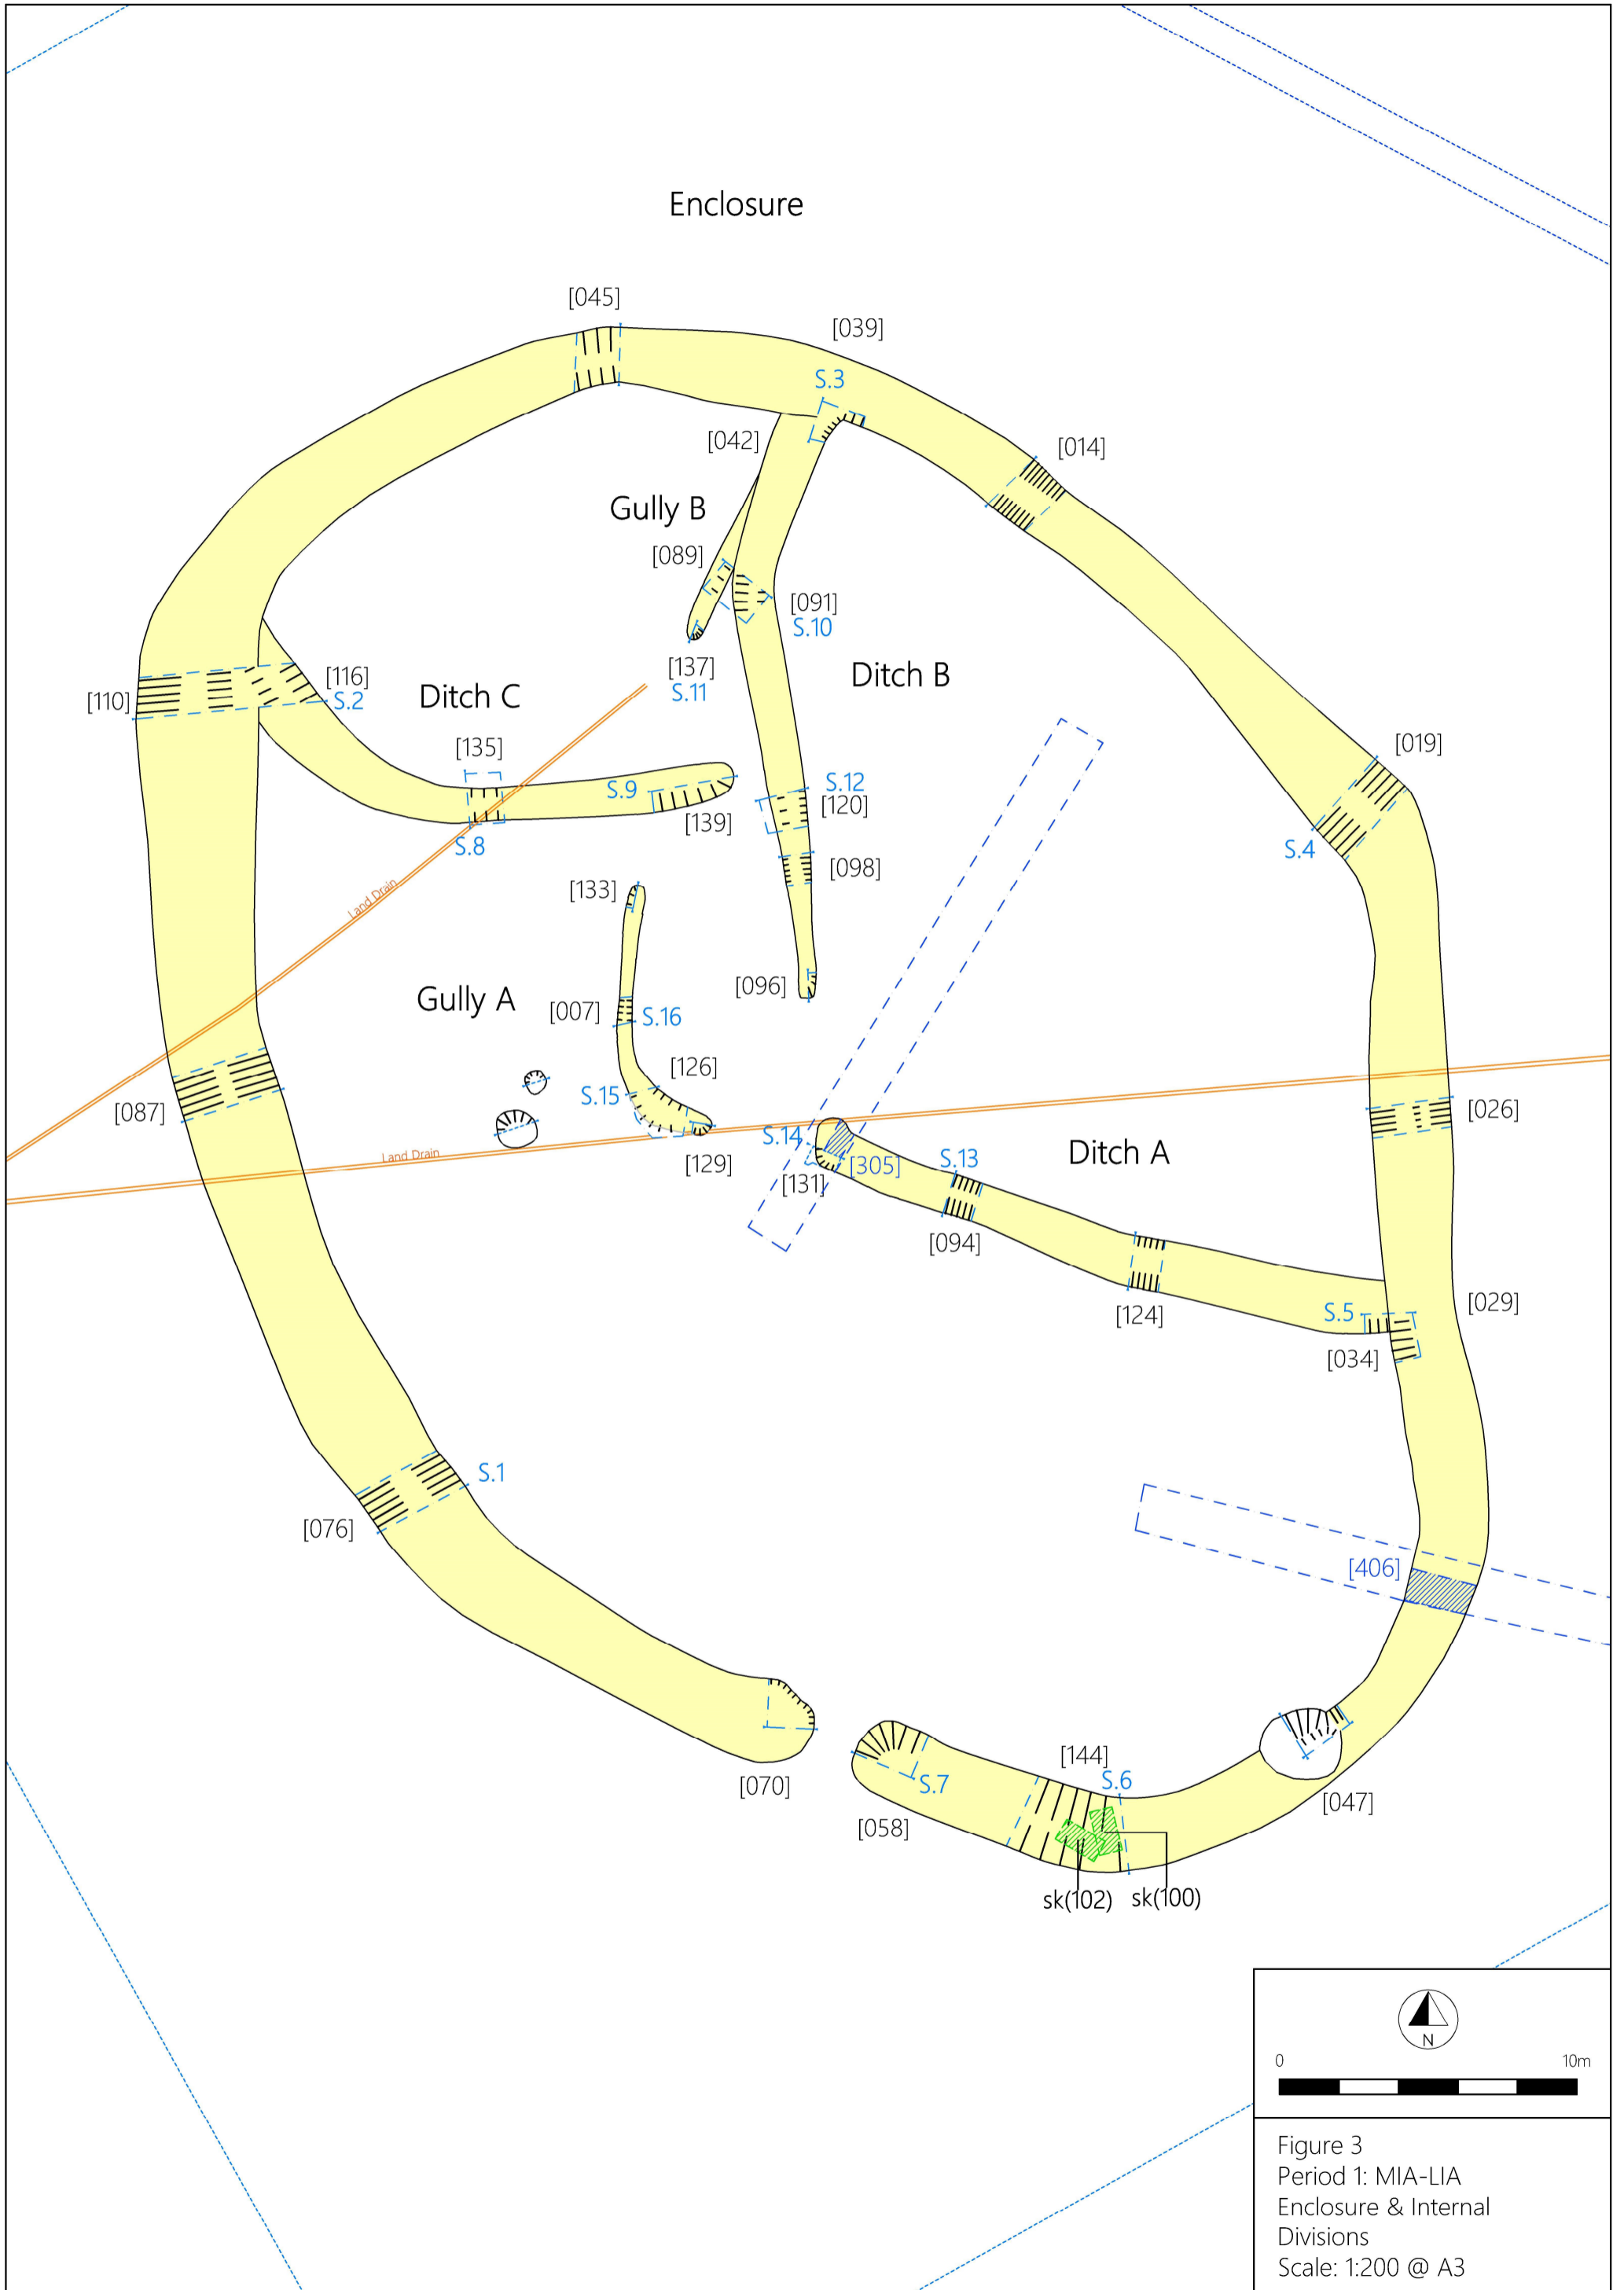 Enclosure
[045]
[039]
S.3
[042]
[014]
Gully B
[089]
[091]
S.10
[137]
S.11
Ditch B
[110]
[116]
S.2
Ditch C
[135]
S.9
[139]
S.8
S.12
[120]
[098]
[019]
S.4
[133]
Land Drain
[096]
Gully A
[007]
S.16
[126]
S.15
[087]
[129]
Land Drain
S.14
[305]
[131]
S.13
[094]
Ditch A
[026]
[124]
S.5
[029]
[034]
S.1
[076]
[406]
[070]
S.7
[058]
[144]
S.6
[047]
sk(102)
sk(100)
N
0 10m
Figure 3
Period 1: MIA-LIA
Enclosure & Internal
Divisions
Scale: 1:200 @ A3